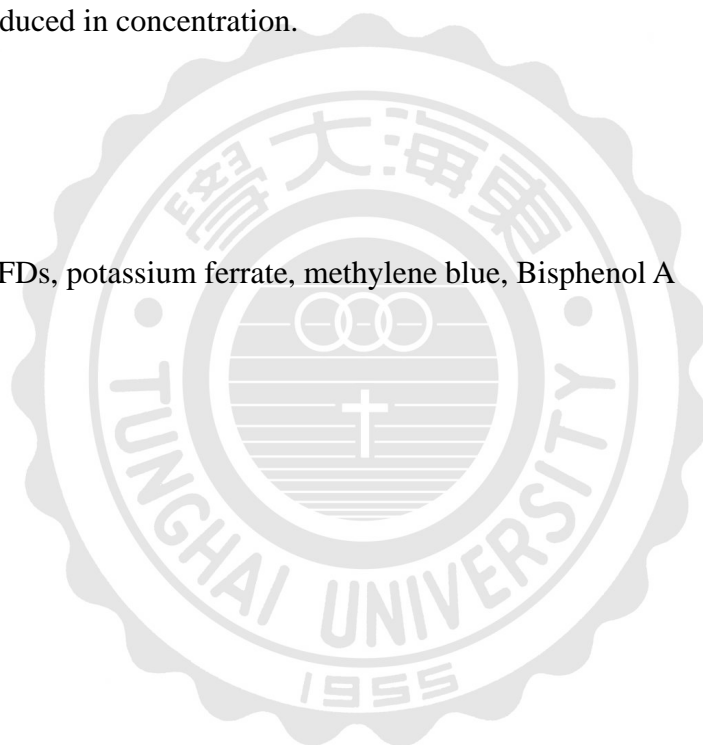 duced in concentration.
學大海東
FDs, potassium ferrate, methylene blue, Bisphenol A
TUNGHAI UNIVERSITY
1955